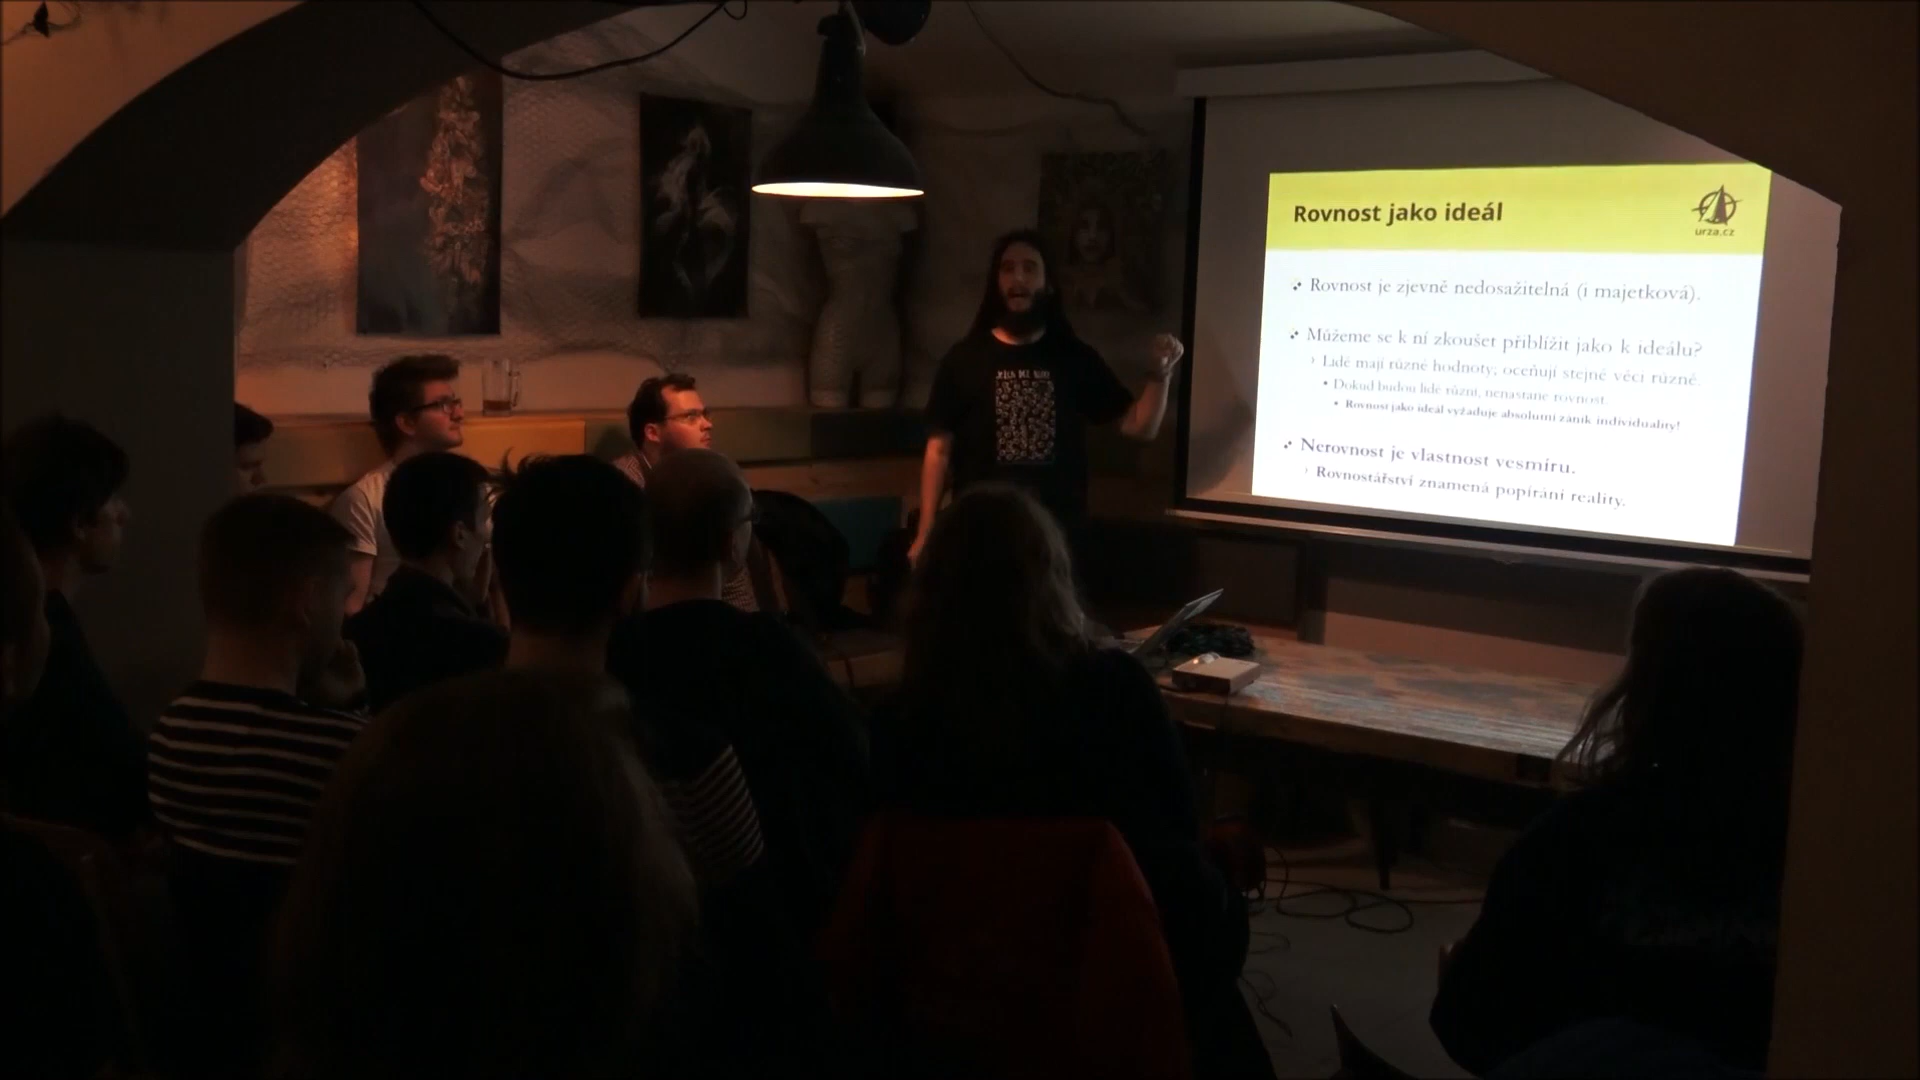 Rovnost jako ideál
urza.cz
Rovnost je zjevně nedosažitelná (i majetková).
Můžeme se k ní zkoušet přiblížit jako k ideálu?
Lidé mají různé hodnoty; oceňují stejné věci různě.
Dokud budou lidé různí, nenastane rovnost.
Rovnost jako ideál vyžaduje absolutní zánik individuality!
Nerovnost je vlastnost vesmíru.
Rovnostářství znamená popírání reality.